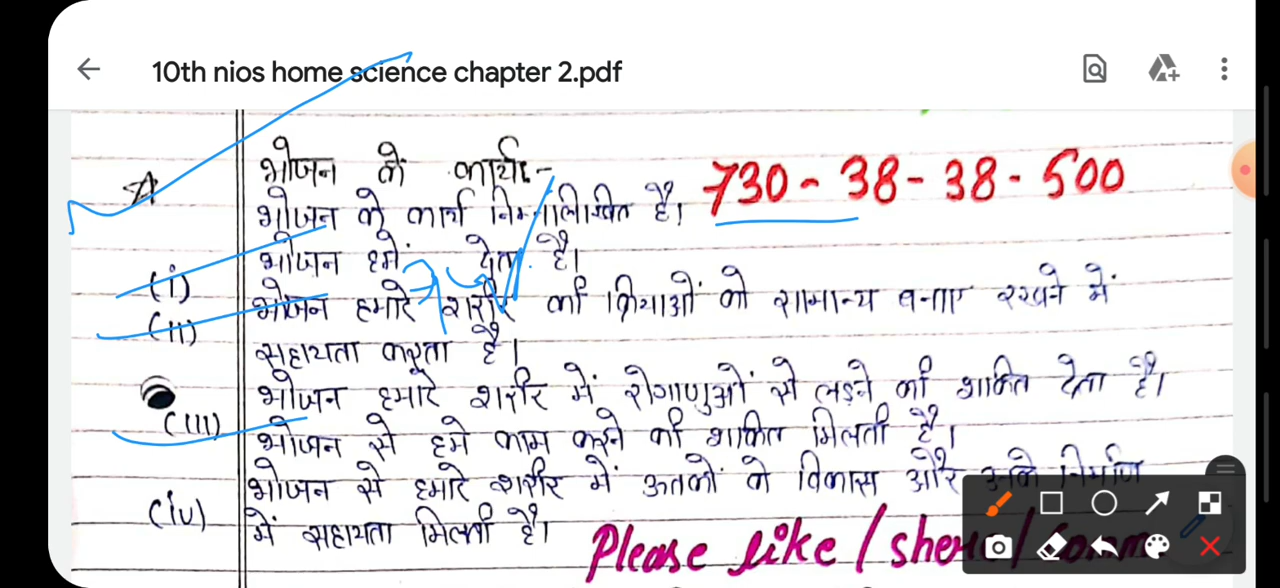 10th nios home science chapter 2.pdf
भोजन के कार्य:-
730-38-38-500
भोजन के कार्य निम्नलिखित है।
(i) भोजन हमे देता है।
(ii) भोजन हमारे शरीर की क्रियाओं को सामान्य बनाए रखने में
सहायता करता है।
भोजन हमारे शरीर में रोगाणुओं से लड़ने की शक्ति देता है।
(iii) भोजन से हमे काम करने की शक्ति मिलती है।
भोजन से हमारे शरीर में ऊतकों के विकास और उनके निर्माण
(iv) में सहायता मिलती है।
Please like/share/